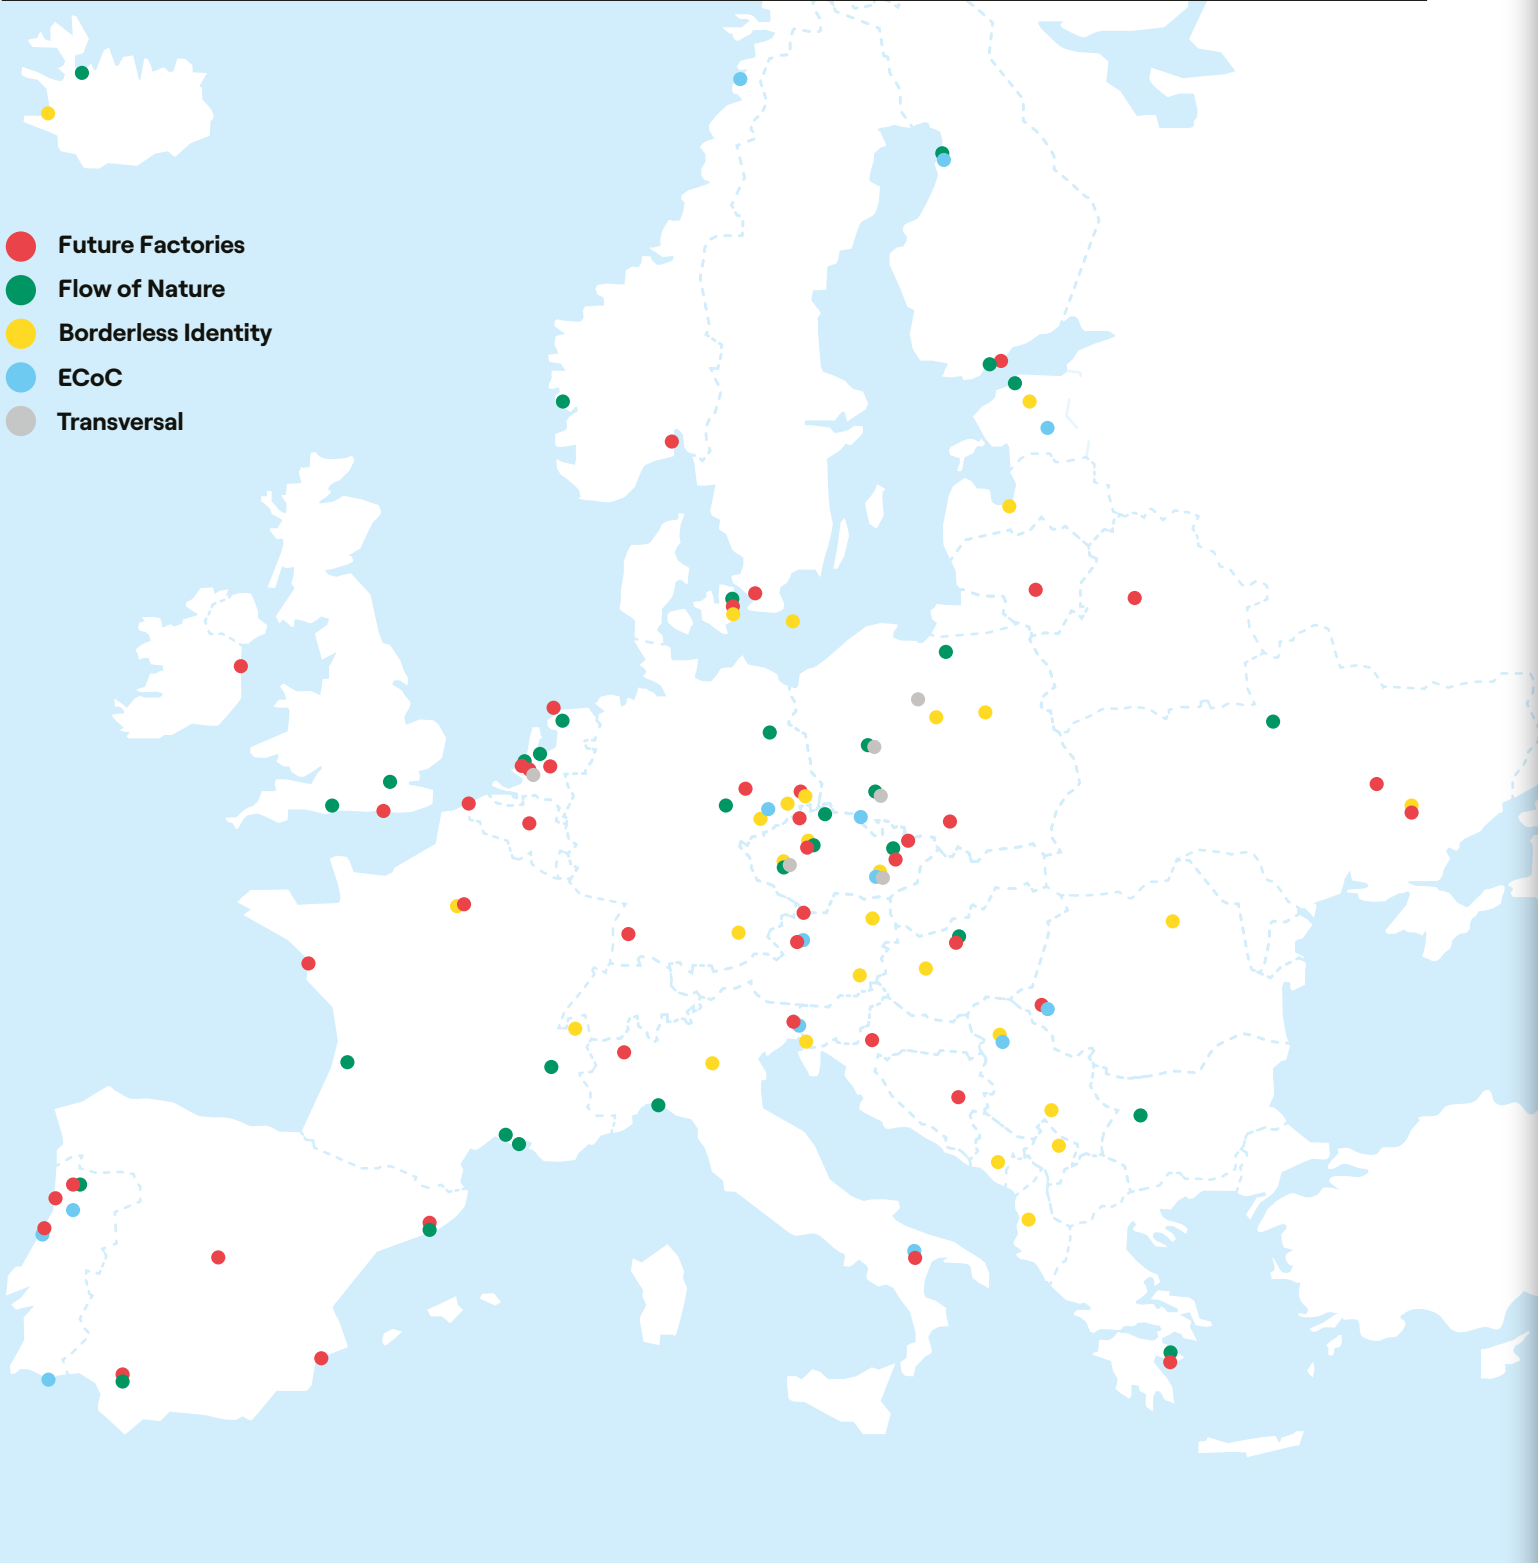 Future Factories
Flow of Nature
Borderless Identity
ECoC
Transversal